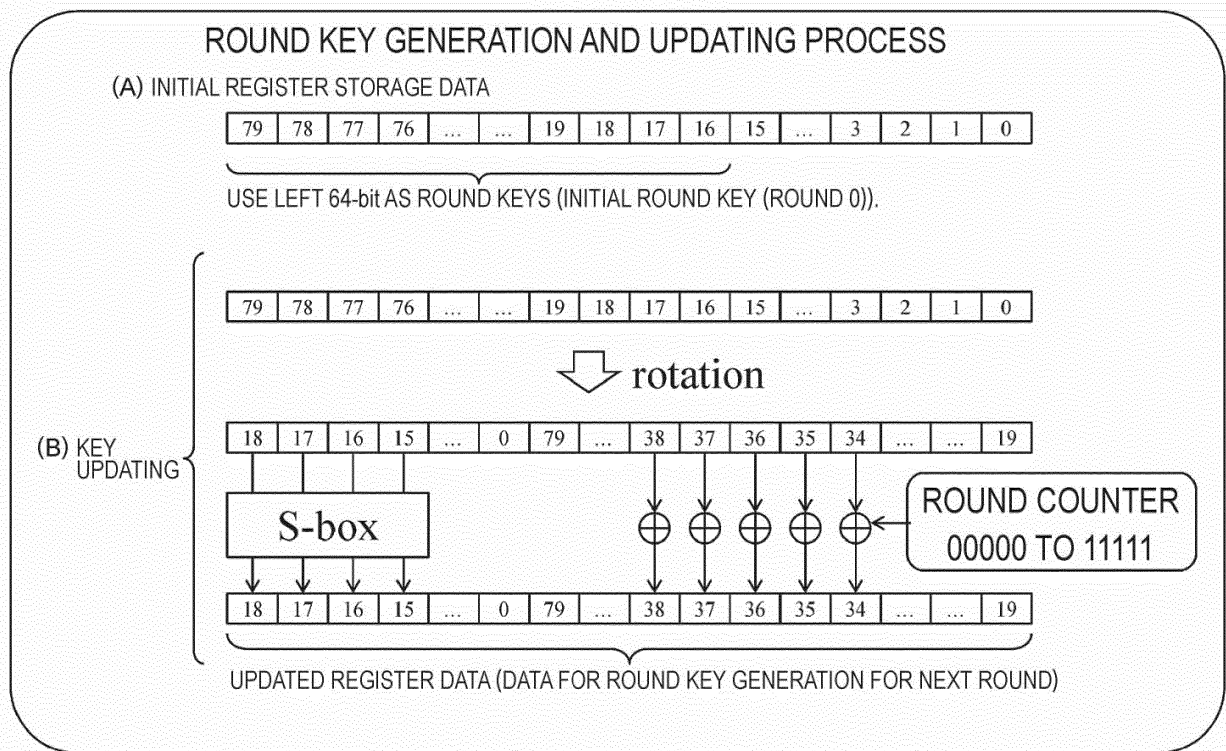 ROUND KEY GENERATION AND UPDATING PROCESS
(A) INITIAL REGISTER STORAGE DATA
79 78 77 76 ... ... 19 18 17 16 15 ... 3 2 1 0
USE LEFT 64-bit AS ROUND KEYS (INITIAL ROUND KEY (ROUND 0)).
79 78 77 76 ... ... 19 18 17 16 15 ... 3 2 1 0
rotation
(B) KEY
UPDATING
18 17 16 15 ... 0 79 ... 38 37 36 35 34 ... ... 19
S-box
ROUND COUNTER
00000 TO 11111
18 17 16 15 ... 0 79 ... 38 37 36 35 34 ... ... 19
UPDATED REGISTER DATA (DATA FOR ROUND KEY GENERATION FOR NEXT ROUND)